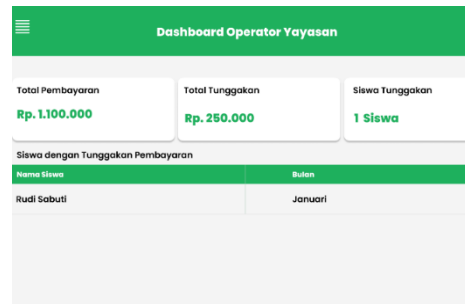 Dashboard Operator Yayasan
Total Pembayaran
Rp. 1.100.000
Total Tunggakan
Rp. 250.000
Siswa Tunggakan
1 Siswa
Siswa dengan Tunggakan Pembayaran
Nama Siswa Bulan
Rudi Sabuti Januari